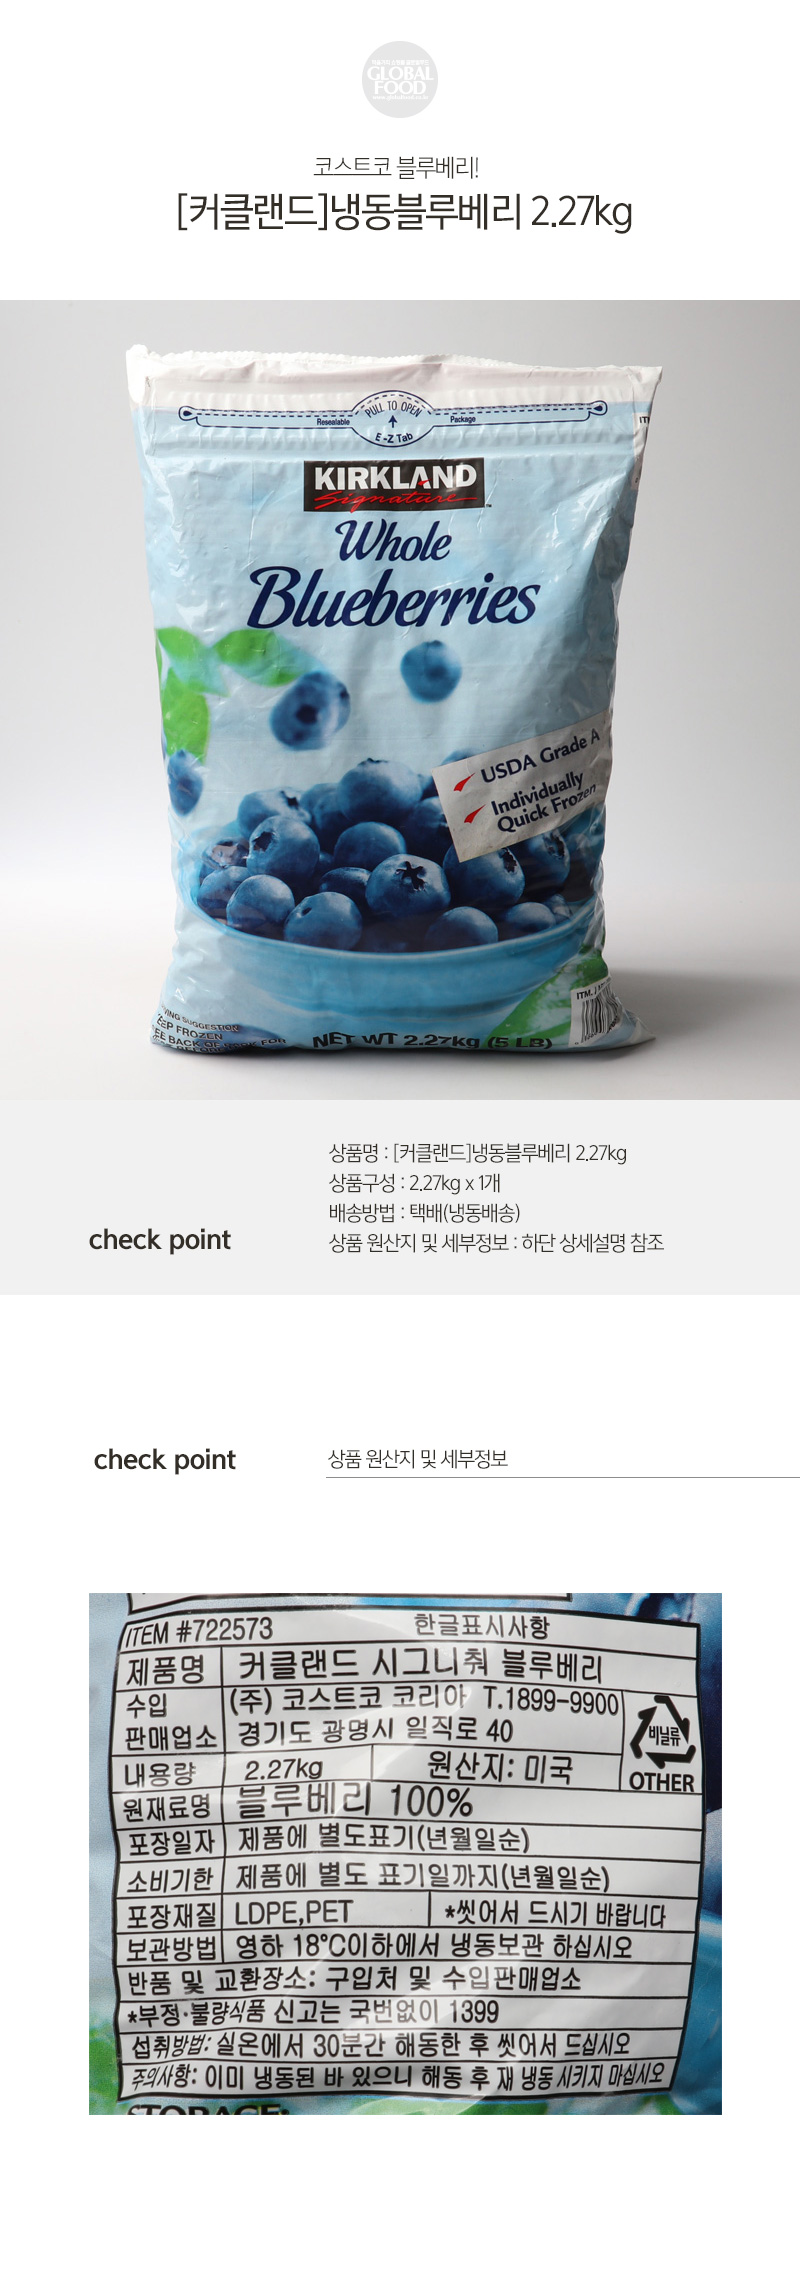 GLOBAL
FOOD
코스트코 블루베리!
[커클랜드]냉동블루베리 2.27kg
PULL TO OPEN
Resealable
Package
E-Z Tab
KIRKLAND
Signature
Whole
Blueberries
USDA Grade A
Individually
Quick Frozen
ITM.
VING SUGGESTION
EEP FROZEN
EE BACK OF PACK FOR
NET WT 2.27kg (5 LB)
상품명 : [커클랜드]냉동블루베리 2.27kg
상품구성 : 2.27kg x 1개
배송방법 : 택배(냉동배송)
check point
상품 원산지 및 세부정보 : 하단 상세설명 참조
check point
상품 원산지 및 세부정보
ITEM #722573 한글표시사항
제품명 커클랜드 시그니춰 블루베리
수입 (주) 코스트코 코리아 T.1899-9900
판매업소 경기도 광명시 일직로 40
비닐류
OTHER
내용량 2.27kg 원산지: 미국
원재료명 블루베리 100%
포장일자 제품에 별도표기(년월일순)
소비기한 제품에 별도 표기일까지(년월일순)
포장재질 LDPE,PET *씻어서 드시기 바랍니다
보관방법 영하 18°C이하에서 냉동보관 하십시오
반품 및 교환장소: 구입처 및 수입판매업소
*부정·불량식품 신고는 국번없이 1399
섭취방법: 실온에서 30분간 해동한 후 씻어서 드십시오
주의사항: 이미 냉동된 바 있으니 해동 후 재 냉동 시키지 마십시오
STORAGE: